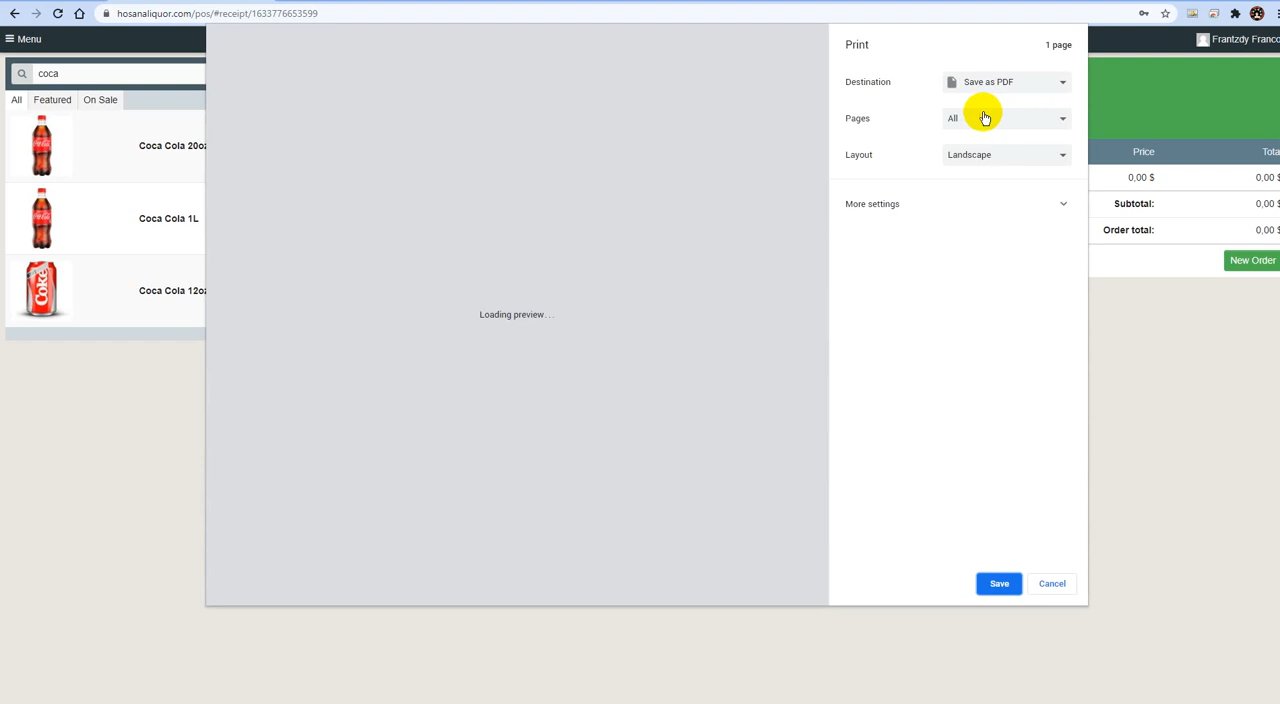 hosanaliquor.com/pos/#receipt/1633776653599
Menu
Frantzdy Franco
coca
All Featured On Sale
Coca Cola 20oz
Coca Cola 1L
Coca Cola 12oz
Coke
Loading preview...
Print 1 page
Destination Save as PDF
Pages All
Layout Landscape
More settings
Save Cancel
Price Tota
0,00 $ 0,00 $
Subtotal: 0,00 $
Order total: 0,00 $
New Order